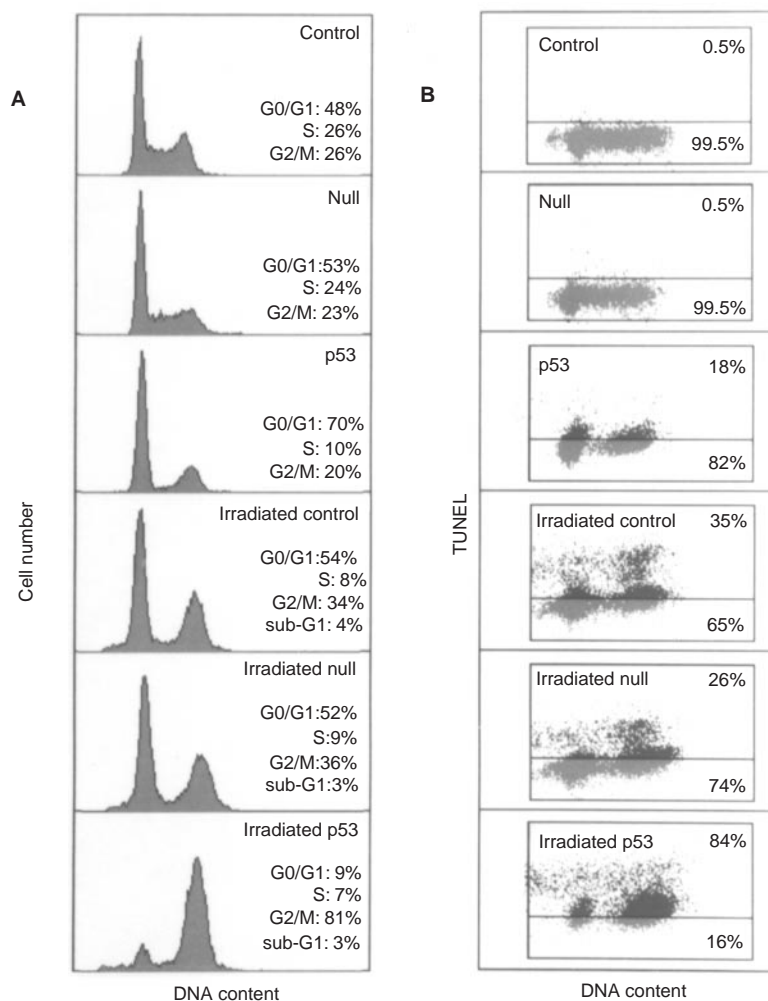 A
Control
G0/G1: 48%
S: 26%
G2/M: 26%
Null
G0/G1:53%
S: 24%
G2/M: 23%
p53
G0/G1: 70%
S: 10%
G2/M: 20%
Irradiated control
G0/G1:54%
S: 8%
G2/M: 34%
sub-G1: 4%
Irradiated null
G0/G1:52%
S:9%
G2/M:36%
sub-G1:3%
Irradiated p53
G0/G1: 9%
S: 7%
G2/M: 81%
sub-G1: 3%
Cell number
DNA content
B
Control 0.5%
99.5%
Null 0.5%
99.5%
p53 18%
82%
Irradiated control 35%
65%
Irradiated null 26%
74%
Irradiated p53 84%
16%
TUNEL
DNA content